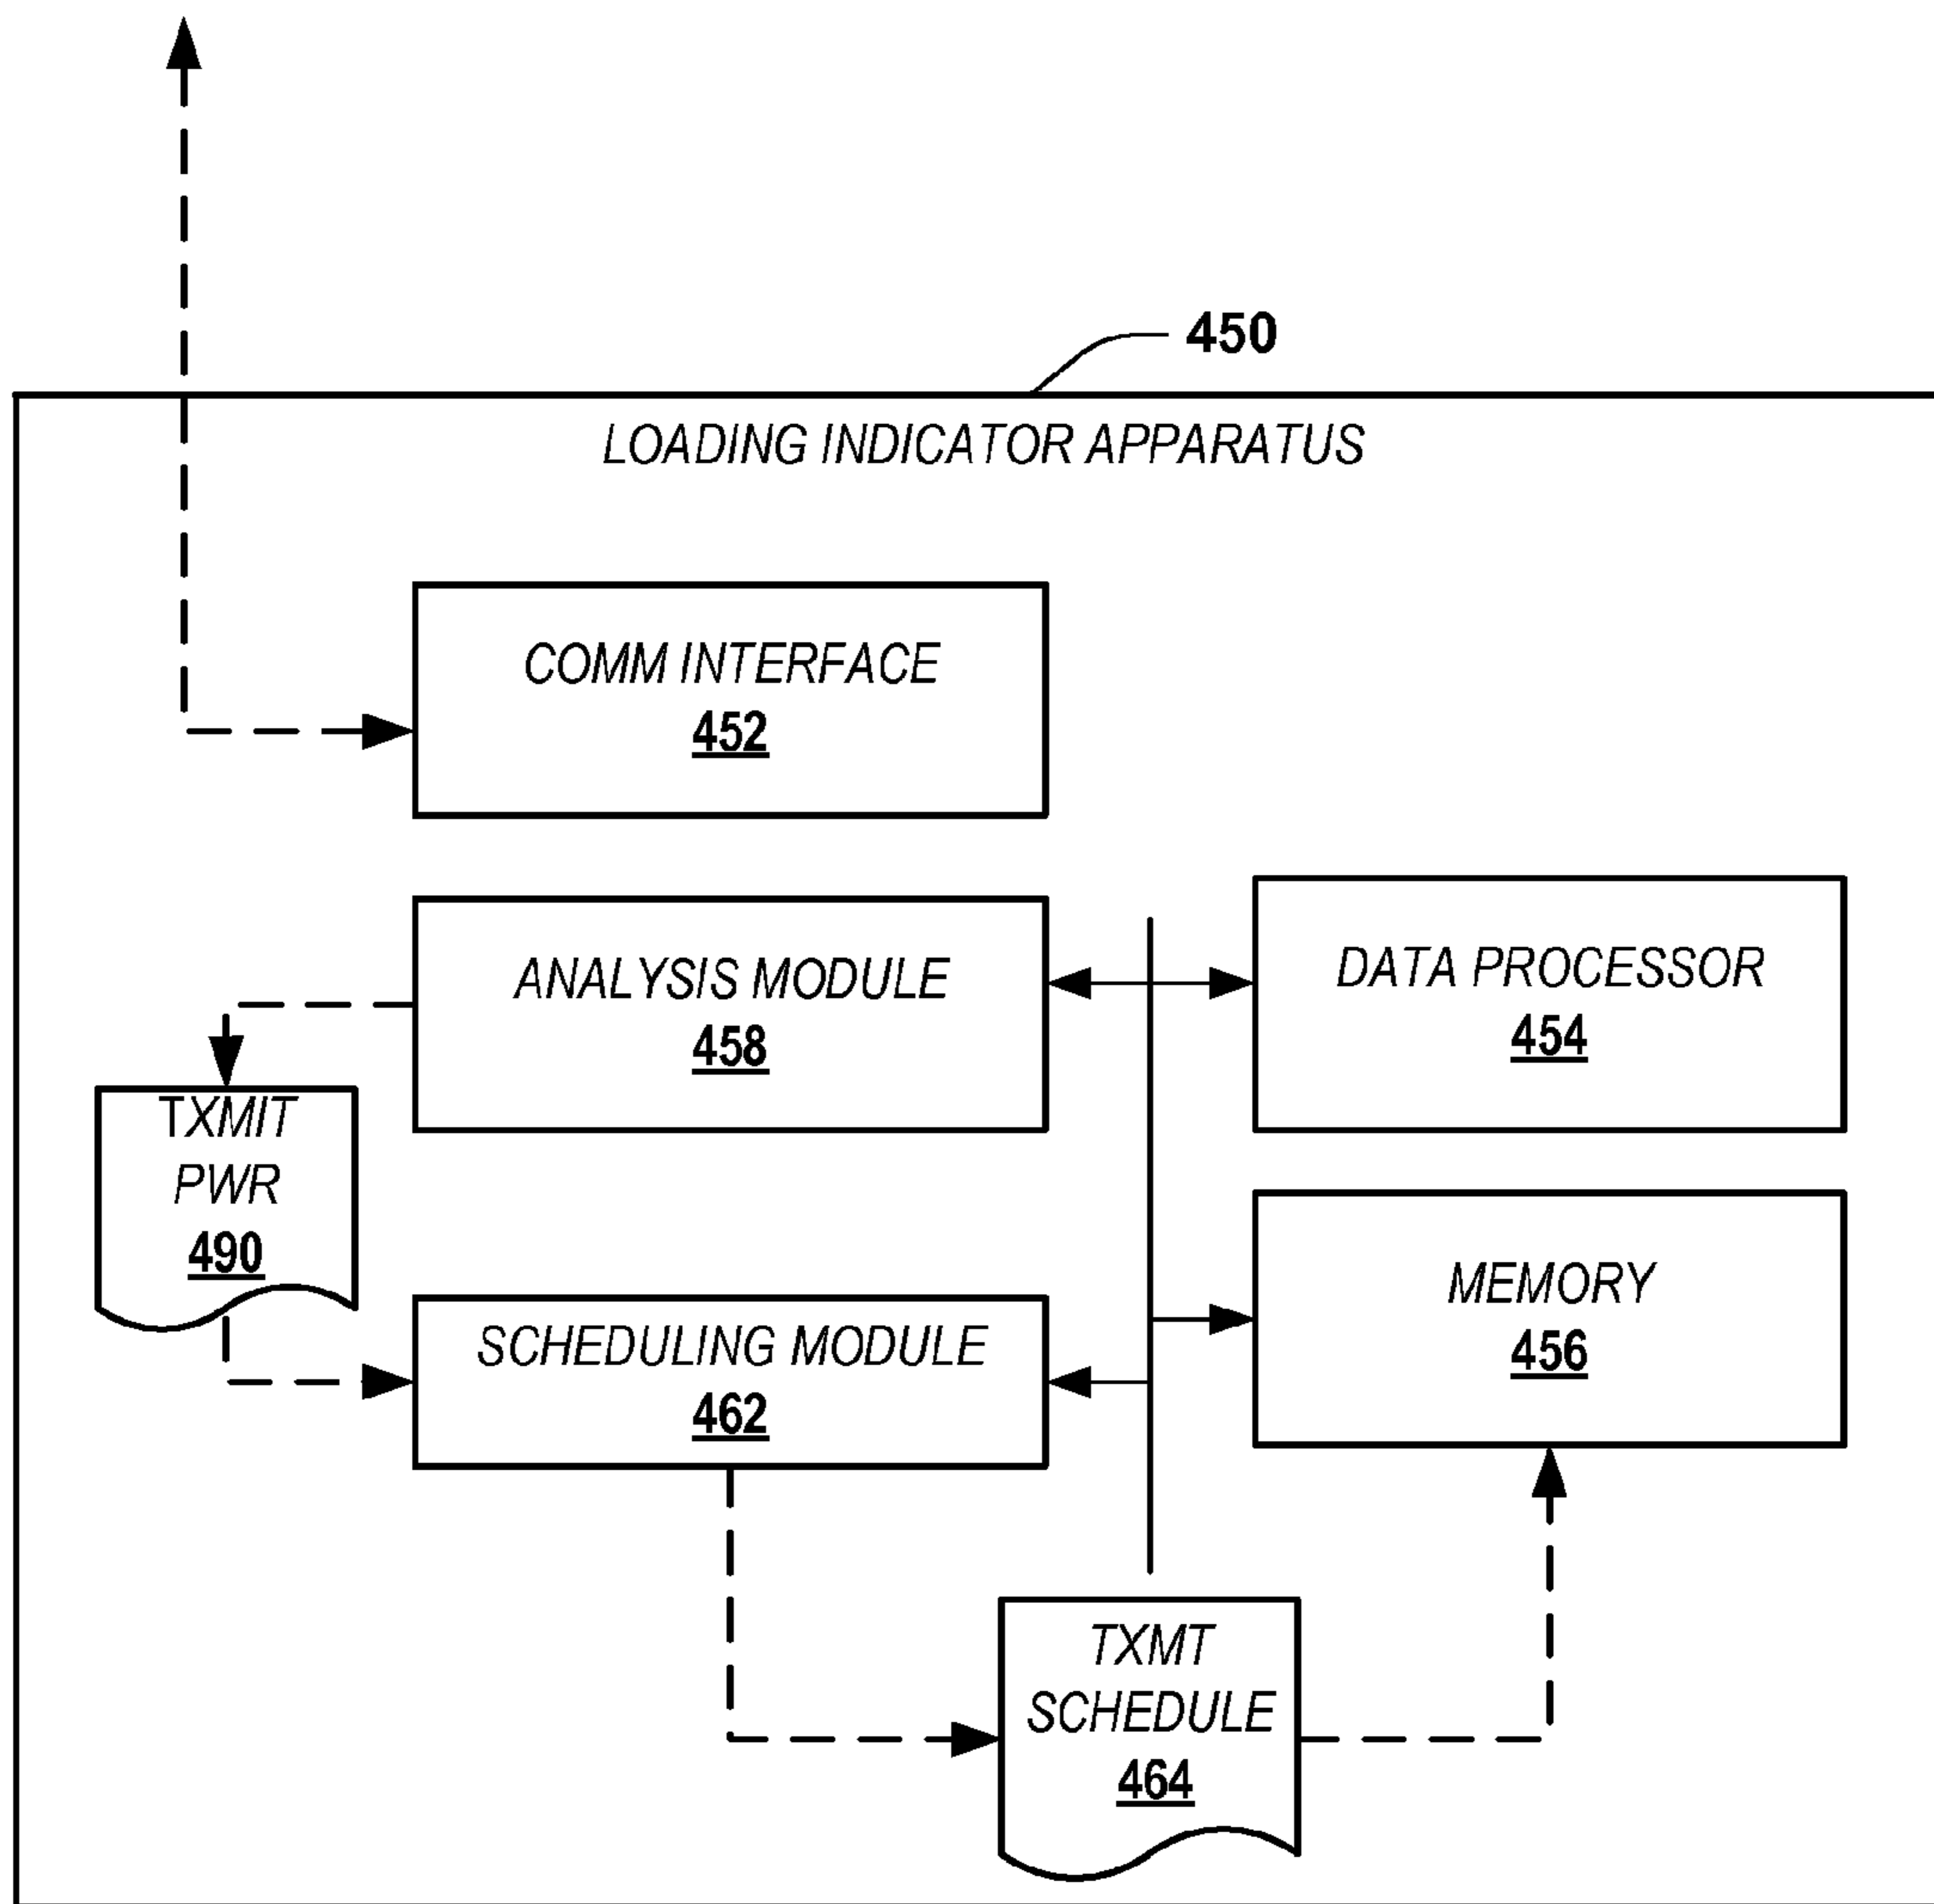 450
LOADING INDICATOR APPARATUS
COMM INTERFACE
452
ANALYSIS MODULE
458
DATA PROCESSOR
454
TXMIT
PWR
490
MEMORY
456
SCHEDULING MODULE
462
TXMT
SCHEDULE
464